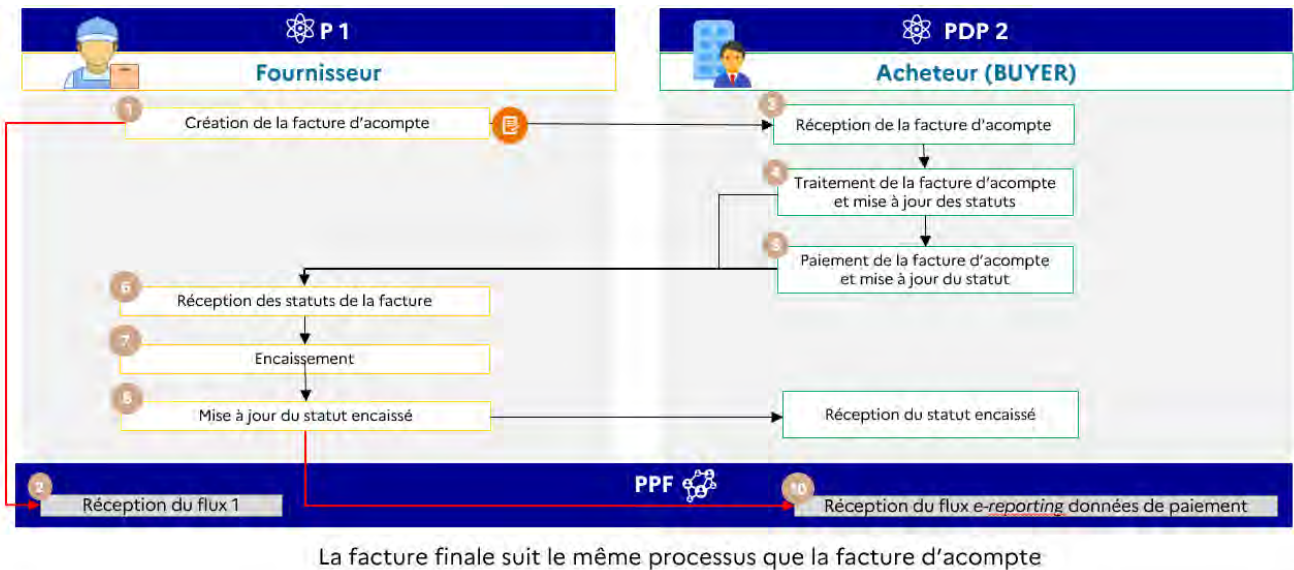 P 1
PDP 2
Fournisseur
Acheteur (BUYER)
1
Création de la facture d'acompte
3
Réception de la facture d'acompte
4
Traitement de la facture d'acompte
et mise à jour des statuts
5
Paiement de la facture d'acompte
et mise à jour du statut
6
Réception des statuts de la facture
7
Encaissement
8
Mise à jour du statut encaissé
Réception du statut encaissé
PPF
2
Réception du flux 1
10
Réception du flux e-reporting données de paiement
La facture finale suit le même processus que la facture d'acompte